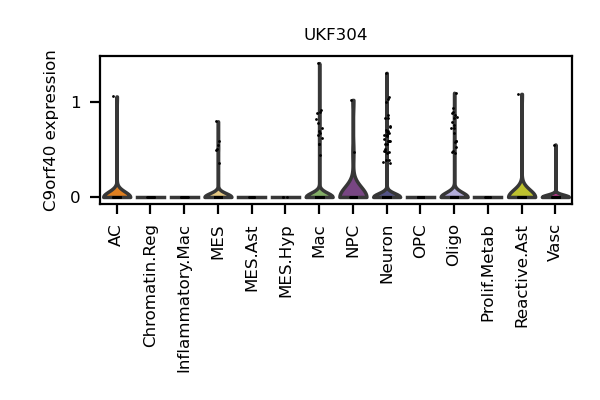 UKF304
C9orf40 expression
1
0
AC
Chromatin.Reg
Inflammatory.Mac
MES
MES.Ast
MES.Hyp
Mac
NPC
Neuron
OPC
Oligo
Prolif.Metab
Reactive.Ast
Vasc